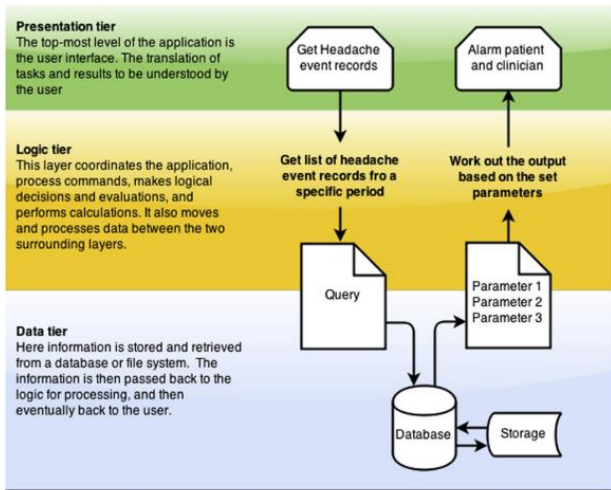 Presentation tier
The top-most level of the application is
the user interface. The translation of
tasks and results to be understood by
the user
Get Headache
event records
Alarm patient
and clinician
Logic tier
This layer coordinates the application,
process commands, makes logical
decisions and evaluations, and
performs calculations. It also moves
and processes data between the two
surrounding layers.
Get list of headache
event records fro a
specific period
Work out the output
based on the set
parameters
Query
Parameter 1
Parameter 2
Parameter 3
Data tier
Here information is stored and retrieved
from a database or file system. The
information is then passed back to the
logic for processing, and then
eventually back to the user.
Database
Storage